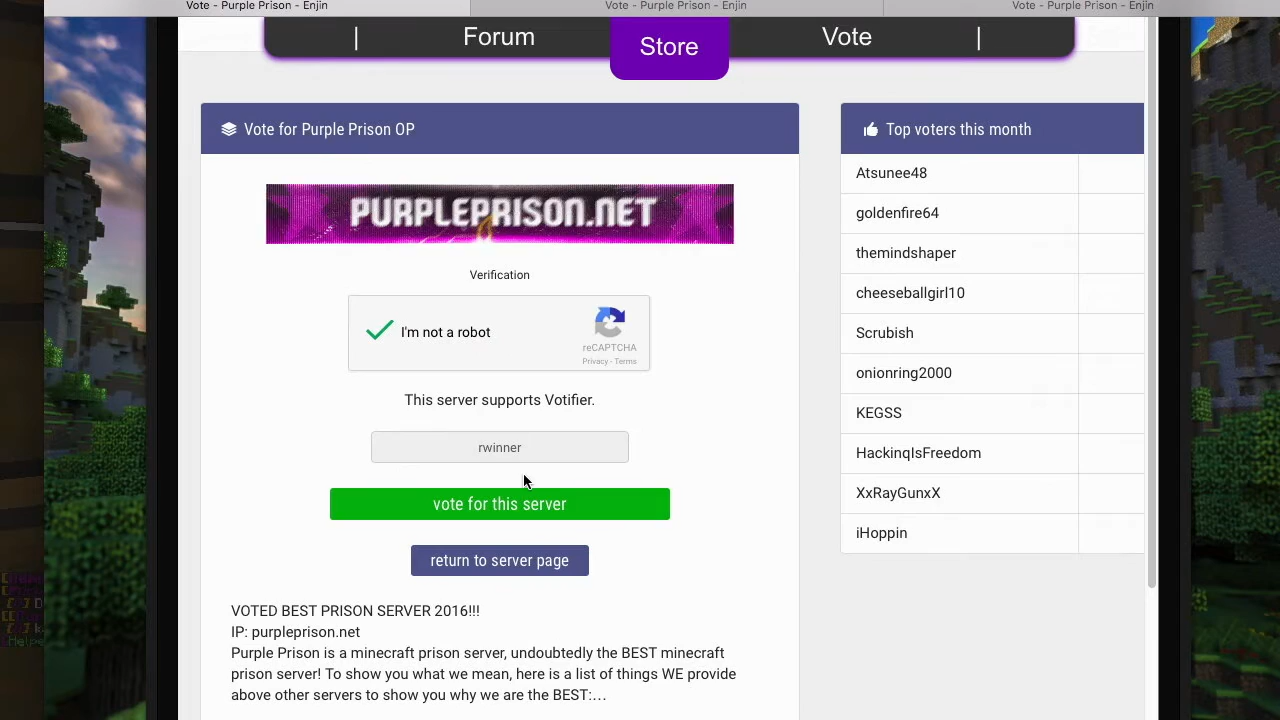 Vote - Purple Prison - Enjin
Vote - Purple Prison - Enjin
Vote - Purple Prison - Enjin
|
Forum
Store
Vote
|
Vote for Purple Prison OP
PURPLEPRISON.NET
Verification
I'm not a robot
reCAPTCHA
Privacy - Terms
This server supports Votifier.
rwinner
vote for this server
return to server page
VOTED BEST PRISON SERVER 2016!!!
IP: purpleprison.net
Purple Prison is a minecraft prison server, undoubtedly the BEST minecraft
prison server! To show you what we mean, here is a list of things WE provide
above other servers to show you why we are the BEST:...
Top voters this month
Atsunee48
goldenfire64
themindshaper
cheeseballgirl10
Scrubish
onionring2000
KEGSS
HackinqIsFreedom
XxRayGunxX
iHoppin